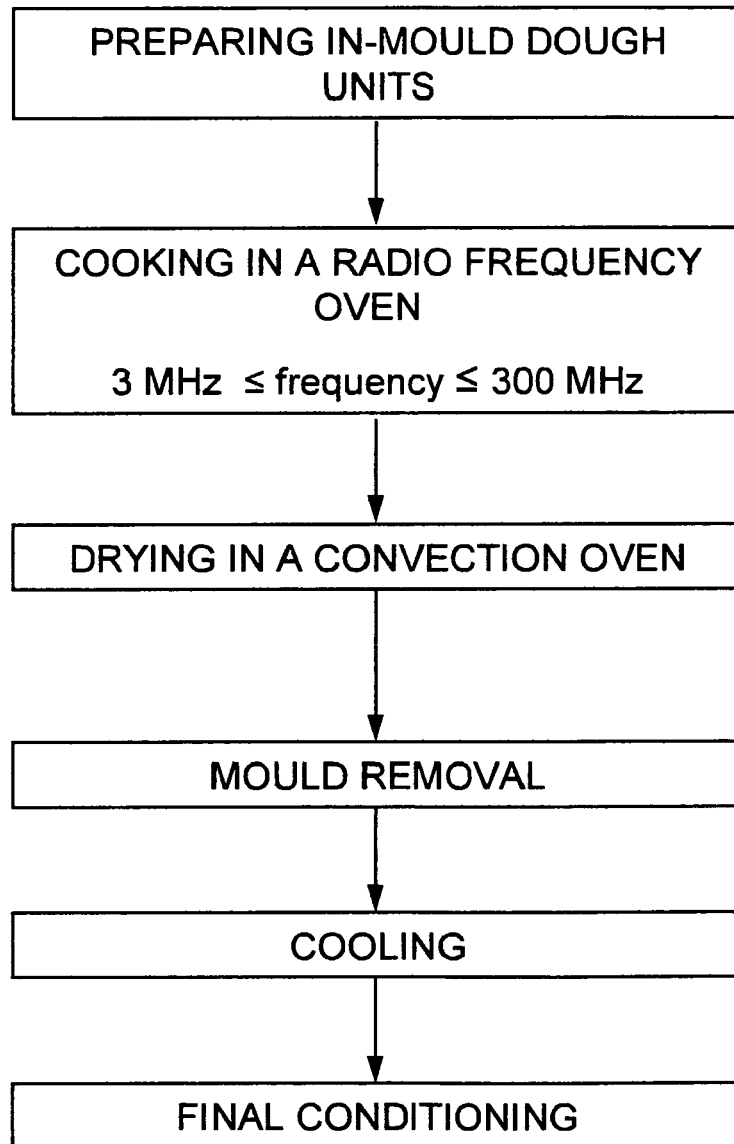 PREPARING IN-MOULD DOUGH
UNITS
COOKING IN A RADIO FREQUENCY
OVEN
3 MHz ≤ frequency ≤ 300 MHz
DRYING IN A CONVECTION OVEN
MOULD REMOVAL
COOLING
FINAL CONDITIONING